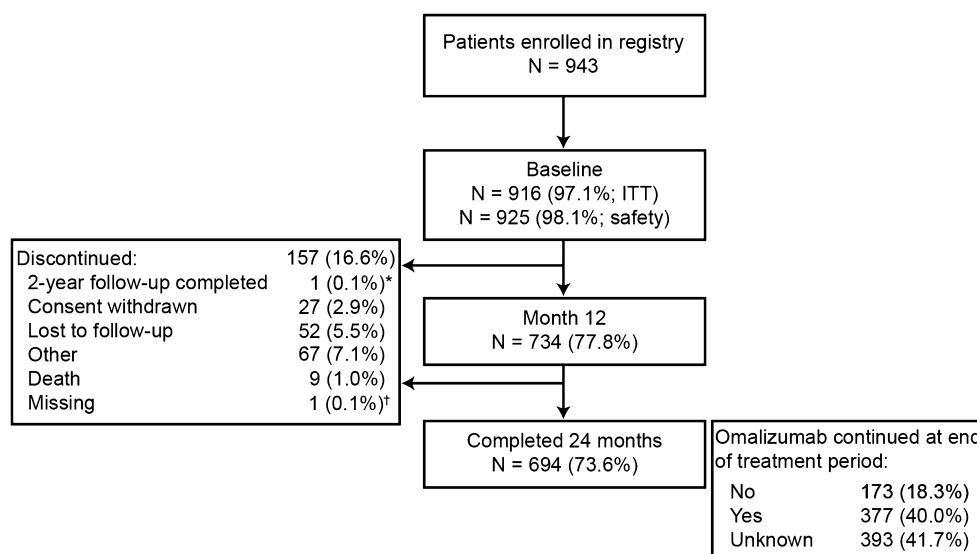 Patients enrolled in registry
N = 943
Baseline
N = 916 (97.1%; ITT)
N = 925 (98.1%; safety)
Discontinued: 157 (16.6%)
2-year follow-up completed 1 (0.1%)*
Consent withdrawn 27 (2.9%)
Lost to follow-up 52 (5.5%)
Other 67 (7.1%)
Death 9 (1.0%)
Missing 1 (0.1%)†
Month 12
N = 734 (77.8%)
Completed 24 months
N = 694 (73.6%)
Omalizumab continued at end
of treatment period:
No 173 (18.3%)
Yes 377 (40.0%)
Unknown 393 (41.7%)